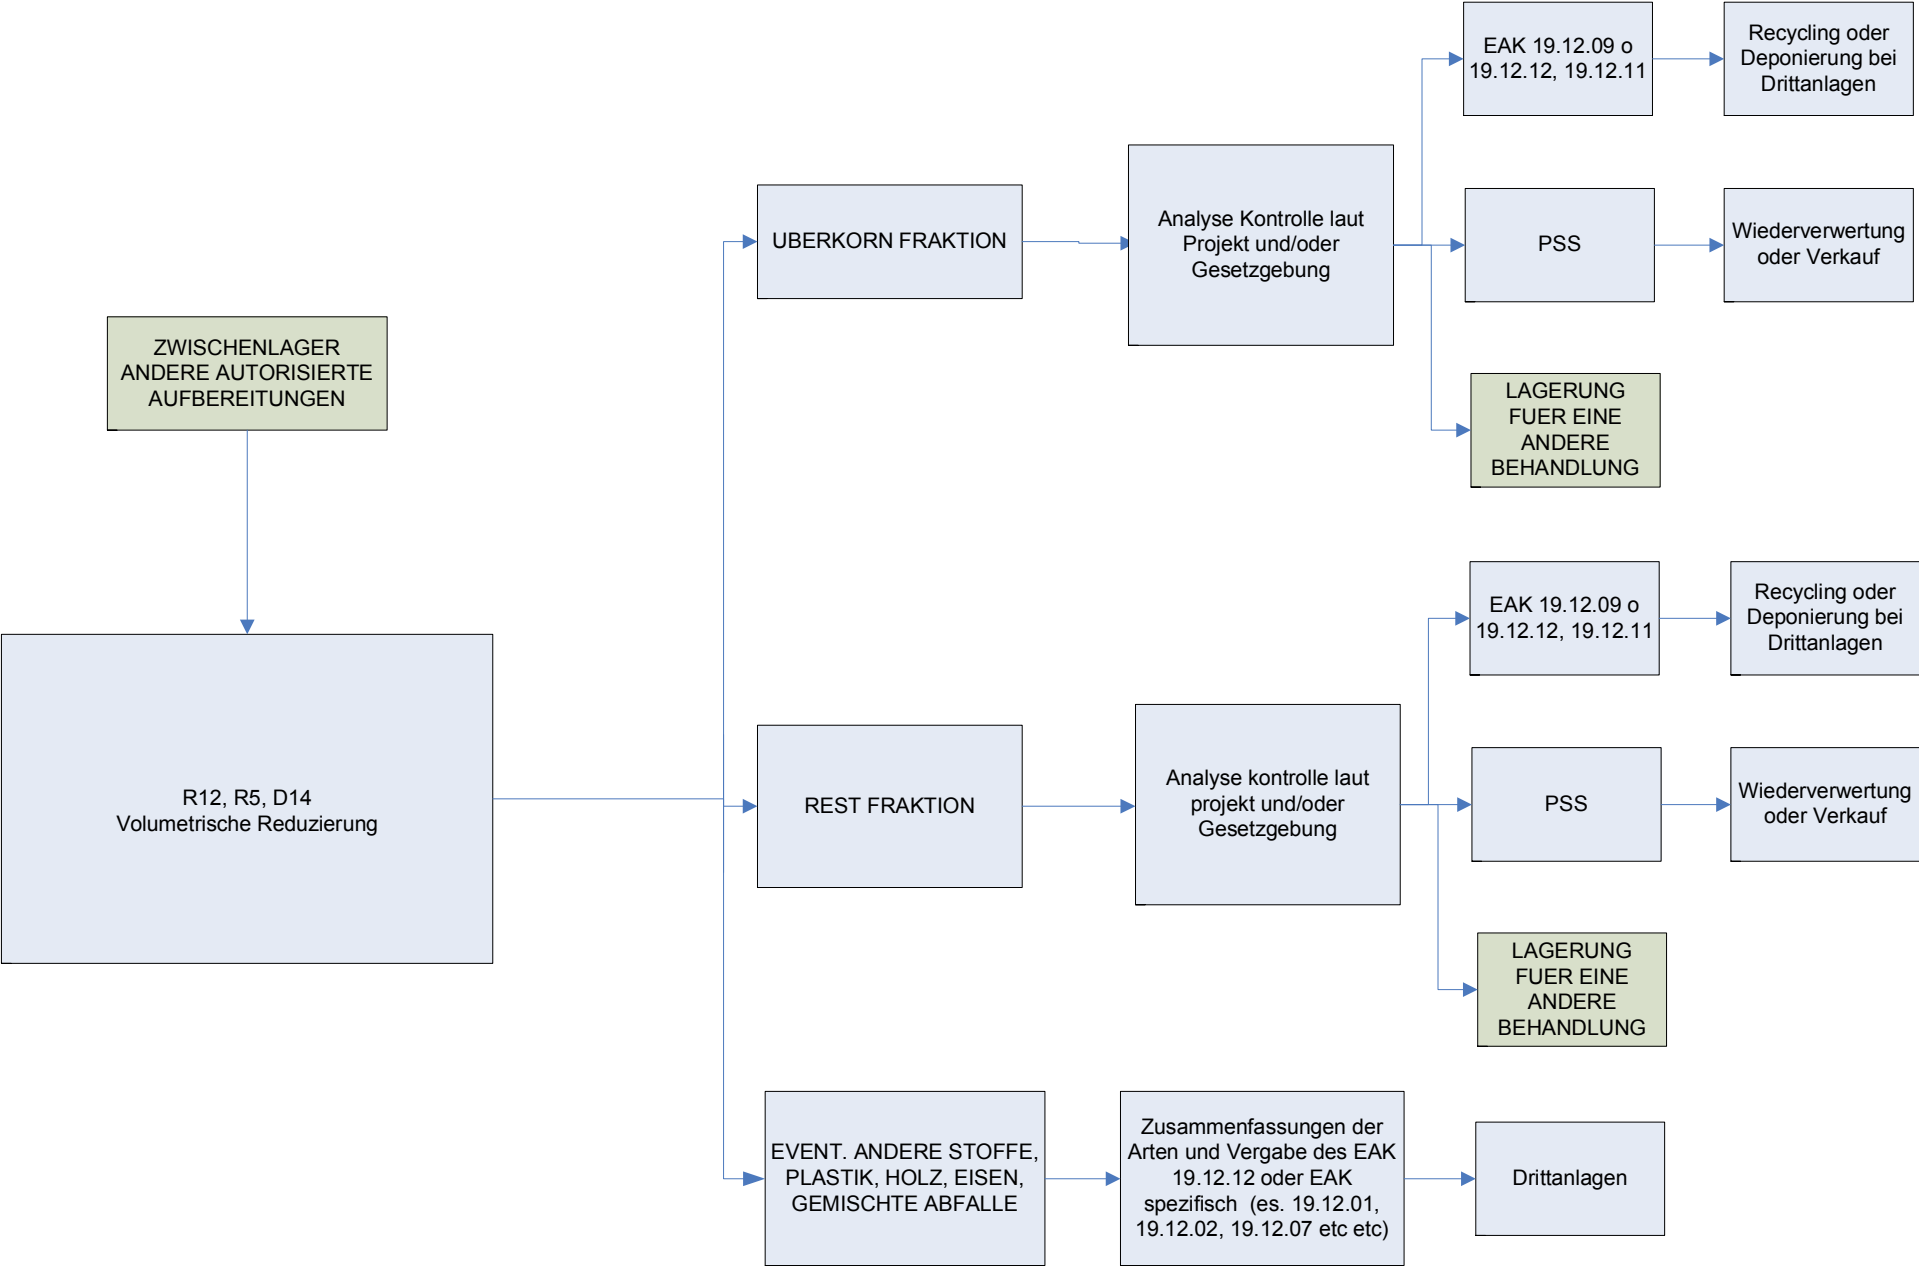 ZWISCHENLAGER
ANDERE AUTORISIERTE
AUFBEREITUNGEN
R12, R5, D14
Volumetrische Reduzierung
UBERKORN FRAKTION
Analyse Kontrolle laut
Projekt und/oder
Gesetzgebung
EAK 19.12.09 o
19.12.12, 19.12.11
Recycling oder
Deponierung bei
Drittanlagen
PSS
Wiederverwertung
oder Verkauf
LAGERUNG
FUER EINE
ANDERE
BEHANDLUNG
REST FRAKTION
Analyse kontrolle laut
projekt und/oder
Gesetzgebung
EAK 19.12.09 o
19.12.12, 19.12.11
Recycling oder
Deponierung bei
Drittanlagen
PSS
Wiederverwertung
oder Verkauf
LAGERUNG
FUER EINE
ANDERE
BEHANDLUNG
EVENT. ANDERE STOFFE,
PLASTIK, HOLZ, EISEN,
GEMISCHTE ABFALLE
Zusammenfassungen der
Arten und Vergabe des EAK
19.12.12 oder EAK
spezifisch (es. 19.12.01,
19.12.02, 19.12.07 etc etc)
Drittanlagen